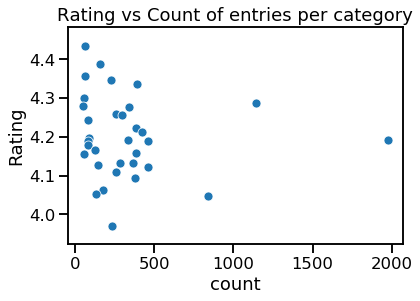 Rating vs Count of entries per category
4.4
4.3
4.2
4.1
4.0
Rating
0 500 1000 1500 2000
count